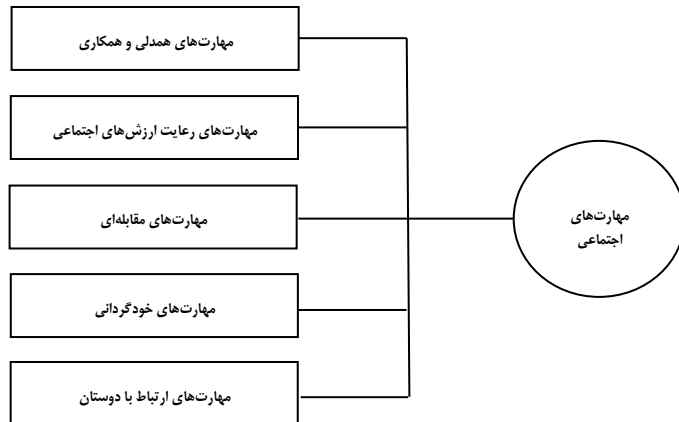 مهارت‌های همدلی و همکاری
مهارت‌های رعایت ارزش‌های اجتماعی
مهارت‌های مقابله‌ای
مهارت‌های
اجتماعی
مهارت‌های خودگردانی
مهارت‌های ارتباط با دوستان